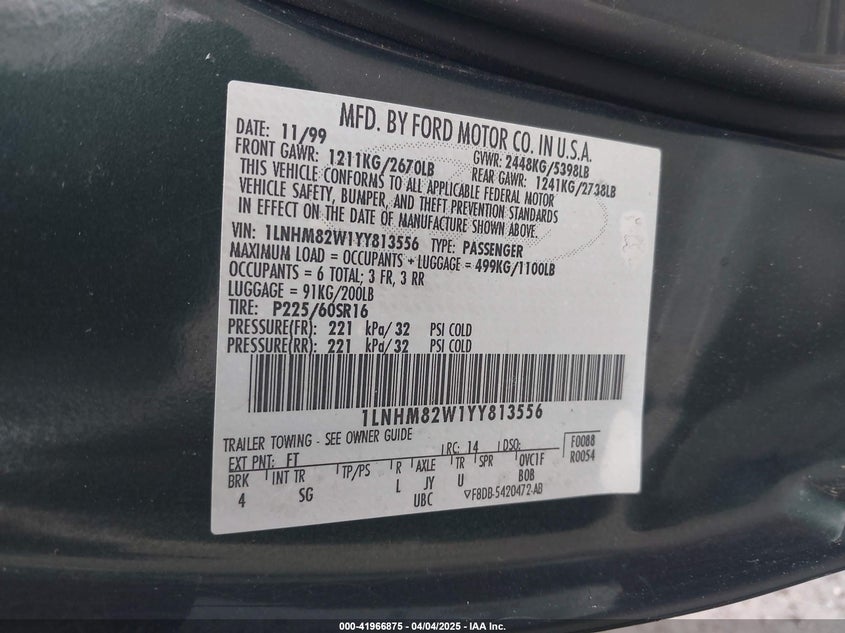 MFD. BY FORD MOTOR CO. IN U.S.A.
DATE: 11/99 GVWR: 2448KG/5398LB
FRONT GAWR: 1211KG/2670LB REAR GAWR: 1241KG/2738LB
THIS VEHICLE CONFORMS TO ALL APPLICABLE FEDERAL MOTOR
VEHICLE SAFETY, BUMPER, AND THEFT PREVENTION STANDARDS
IN EFFECT ON THE DATE OF MANUFACTURE SHOWN ABOVE.
VIN: 1LNHM82W1YY813556 TYPE: PASSENGER
MAXIMUM LOAD = OCCUPANTS + LUGGAGE = 499KG/1100LB
OCCUPANTS = 6 TOTAL; 3 FR, 3 RR
LUGGAGE = 91KG/200LB
TIRE: P225/60SR16
PRESSURE(FR): 221 kPa/ 32 PSI COLD
PRESSURE(RR): 221 kPa/ 32 PSI COLD
1LNHM82W1YY813556
TRAILER TOWING - SEE OWNER GUIDE
EXT PNT: FT RC: 14 DSO: F0088
BRK INT TR TP/PS R AXLE TR SPR OVC1F R0054
4 SG L JY U BOB
UBC F8DB-5420472-AB
000-41966875 - 04/04/2025 - IAA Inc.